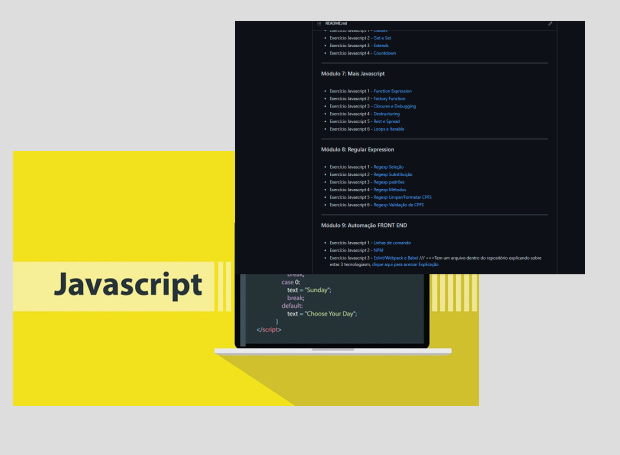 README.md
Exercício Javascript 1 - Classes
Exercício Javascript 2 - Get e Set
Exercício Javascript 3 - Extends
Exercício Javascript 4 - Countdown
Módulo 7: Mais Javascript
Exercício Javascript 1 - Function Expression
Exercício Javascript 2 - Factory Function
Exercício Javascript 3 - Closures e Debugging
Exercício Javascript 4 - Destructuring
Exercício Javascript 5 - Rest e Spread
Exercício Javascript 6 - Loops e Iterable
Módulo 8: Regular Expression
Exercício Javascript 1 - Regexp Seleção
Exercício Javascript 2 - Regexp Substituição
Exercício Javascript 3 - Regexp padrões
Exercício Javascript 4 - Regexp Métodos
Exercício Javascript 5 - Regexp Limpar/Formatar CPFS
Exercício Javascript 6 - Regexp Validação de CPFS
Módulo 9: Automação FRONT END
Exercício Javascript 1 - Linhas de comando
Exercício Javascript 2 - NPM
Exercício Javascript 3 - Eslint/Webpack e Babel /// ===Tem um arquivo dentro do repositório explicando sobre
estas 3 tecnologiasm, clique aqui para acessar Explicação
Javascript
break;
case 0:
text = "Sunday";
break;
default:
text = "Choose Your Day";
}
</script>